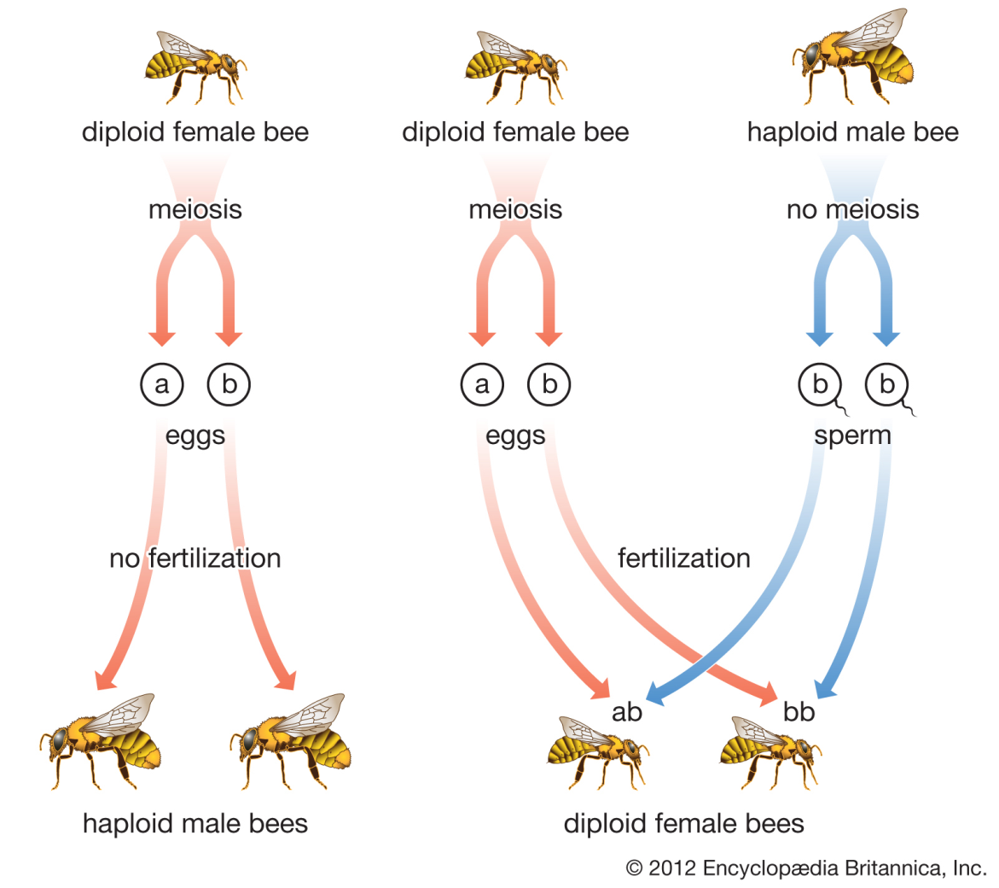 diploid female bee
diploid female bee
haploid male bee
meiosis
meiosis
no meiosis
a
b
a
b
b
b
eggs
eggs
sperm
no fertilization
fertilization
ab
bb
haploid male bees
diploid female bees
© 2012 Encyclopædia Britannica, Inc.